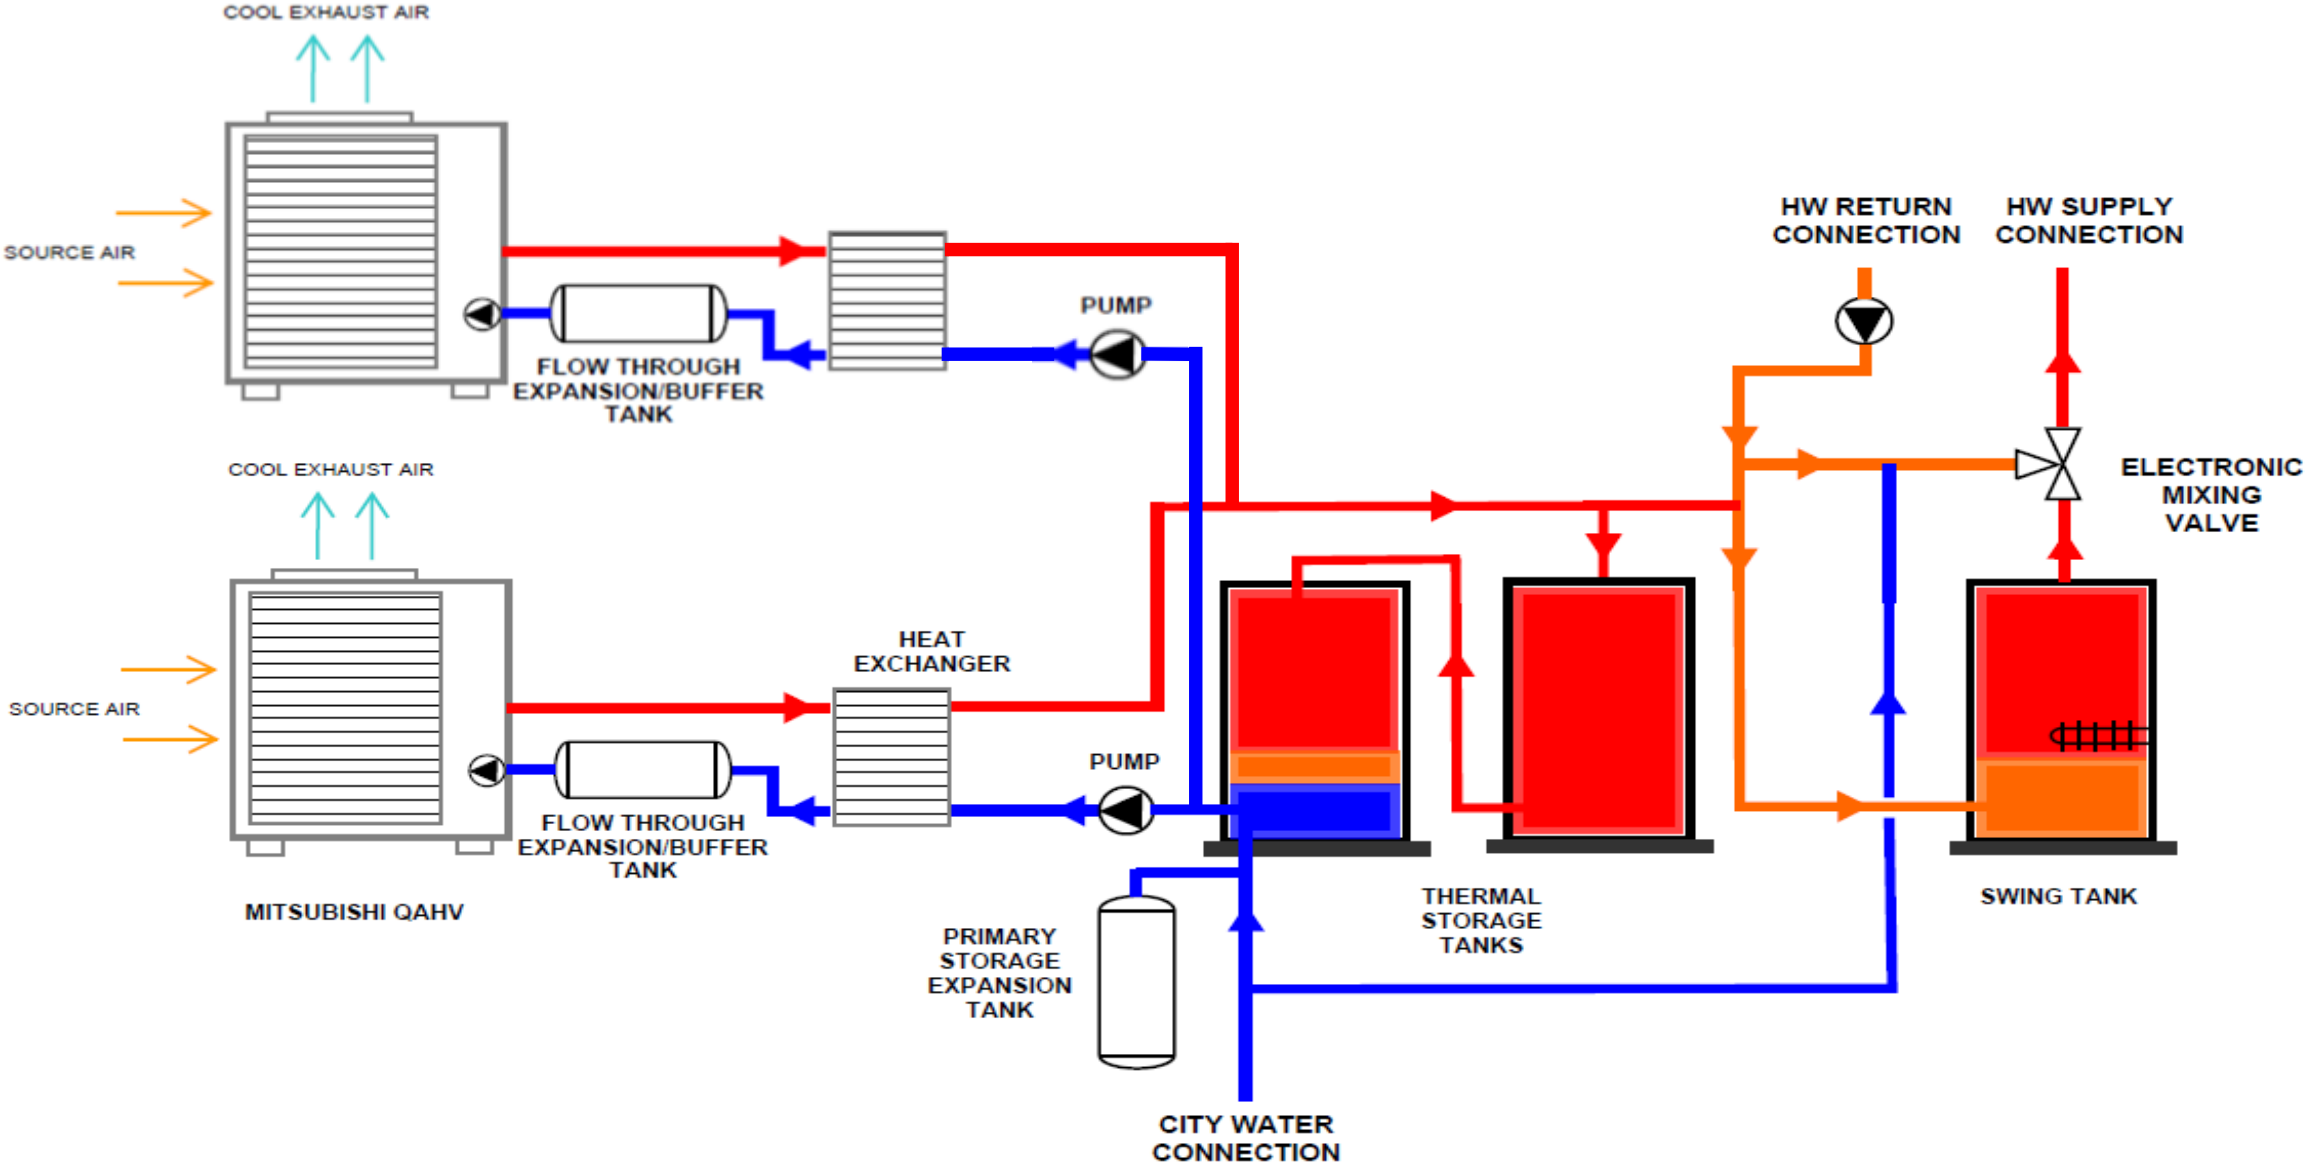 COOL EXHAUST AIR
SOURCE AIR
FLOW THROUGH
EXPANSION/BUFFER
TANK
PUMP
HW RETURN
CONNECTION
HW SUPPLY
CONNECTION
ELECTRONIC
MIXING
VALVE
COOL EXHAUST AIR
SOURCE AIR
HEAT
EXCHANGER
PUMP
FLOW THROUGH
EXPANSION/BUFFER
TANK
MITSUBISHI QAHV
PRIMARY
STORAGE
EXPANSION
TANK
THERMAL
STORAGE
TANKS
SWING TANK
CITY WATER
CONNECTION